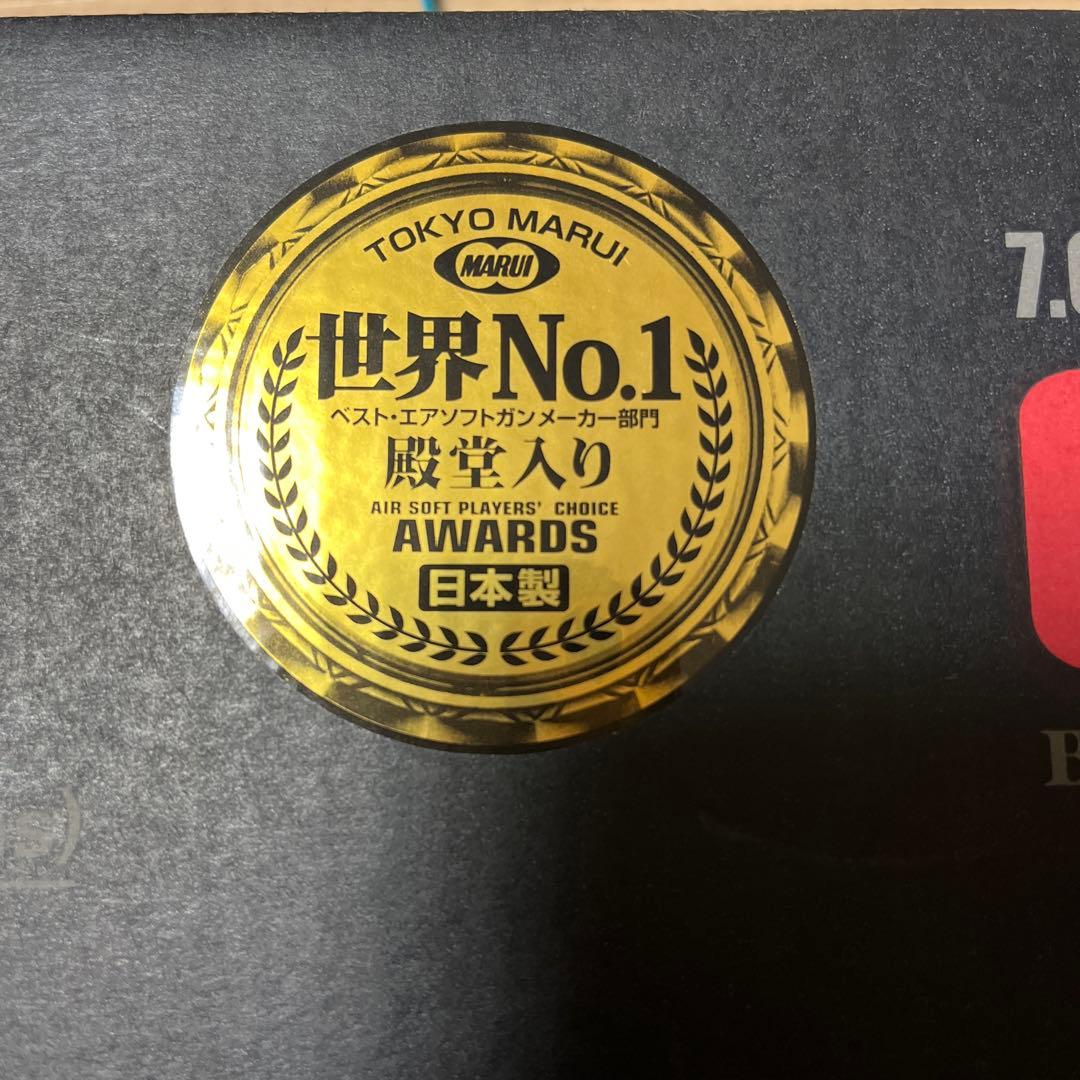 TOKYO MARUI
MARUI
世界No.1
ベスト・エアソフトガンメーカー部門
殿堂入り
AIR SOFT PLAYERS' CHOICE
AWARDS
日本製